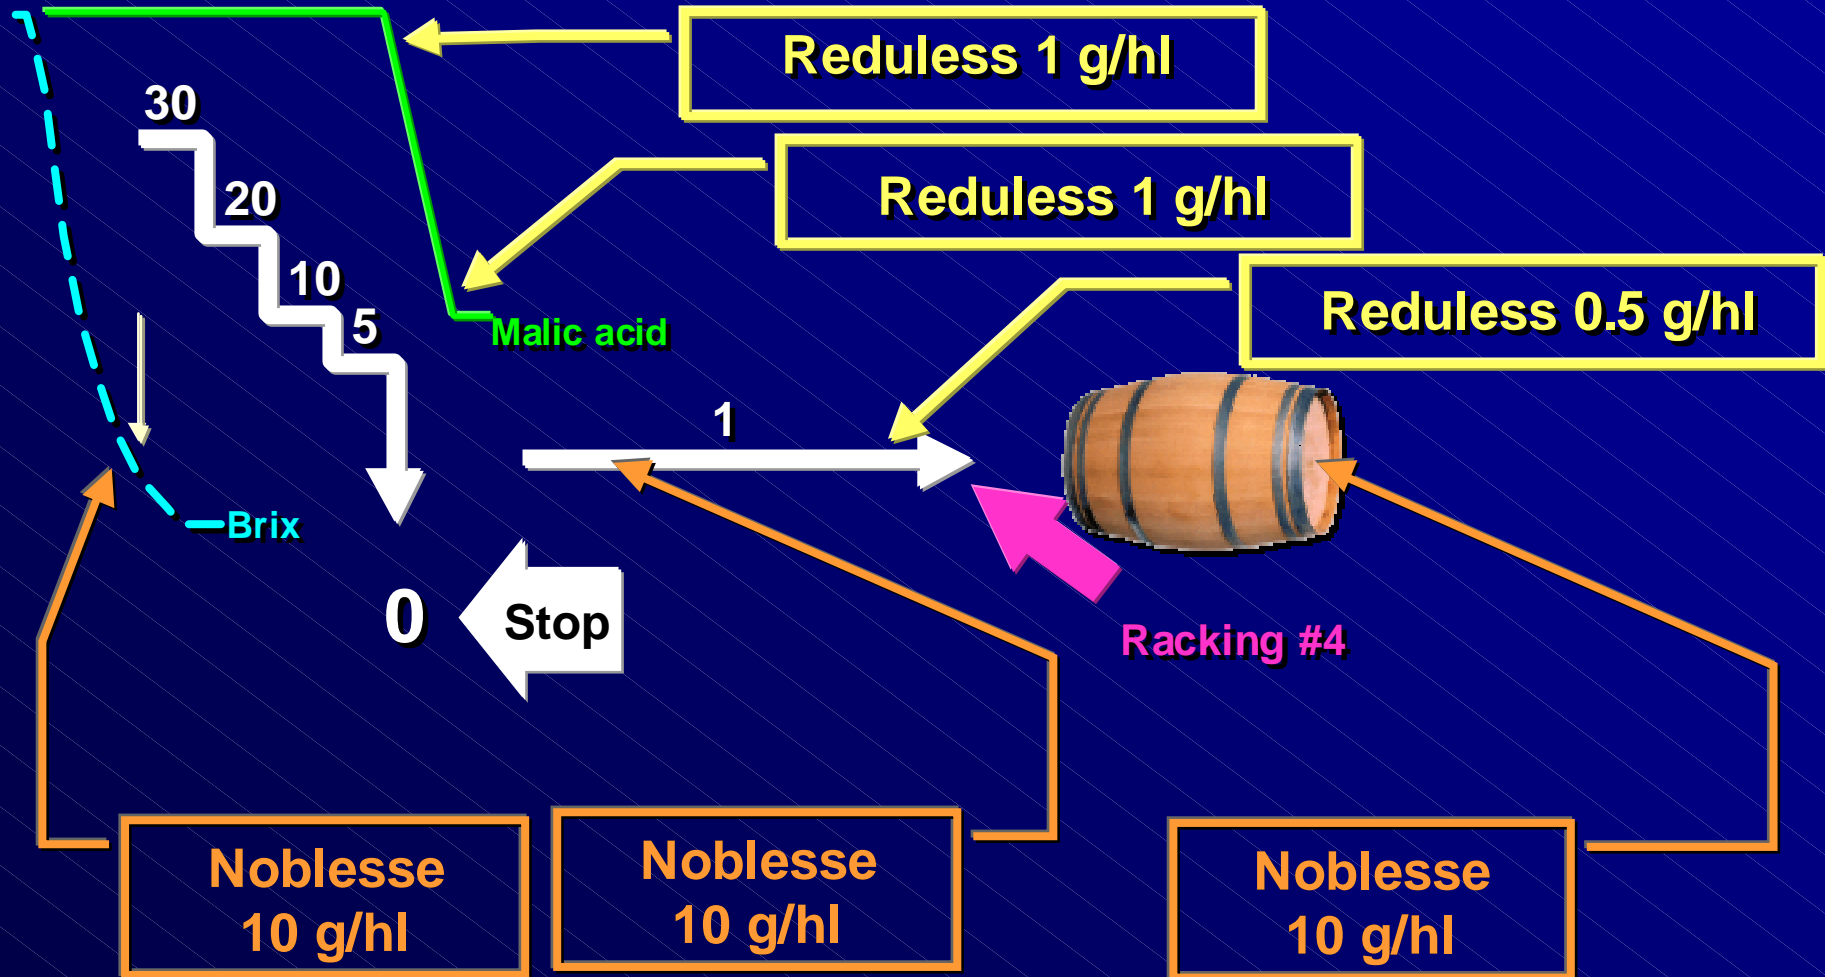 Reduless 1 g/hl
30
Reduless 1 g/hl
20
10
Reduless 0.5 g/hl
5
Malic acid
1
Brix
0
Stop
Racking #4
Noblesse
10 g/hl
Noblesse
10 g/hl
Noblesse
10 g/hl